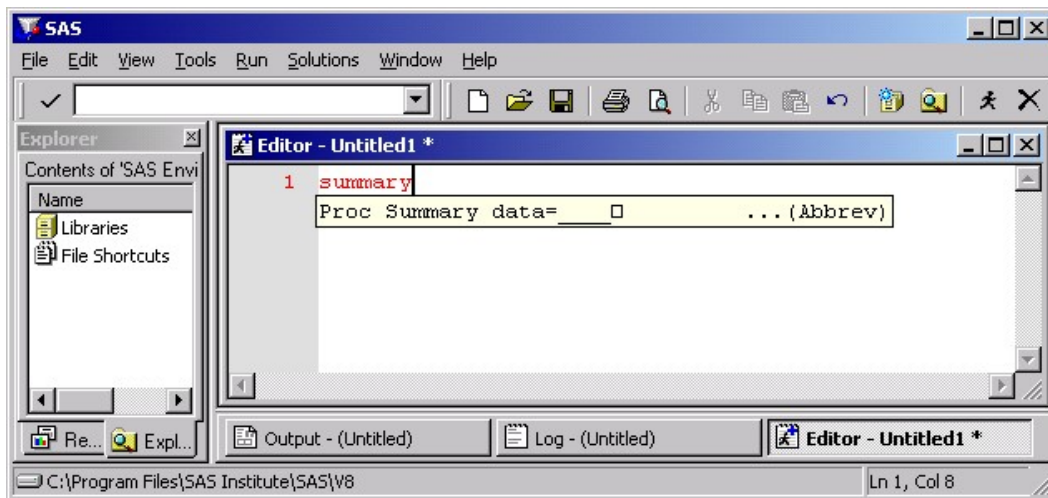 SAS
File Edit View Tools Run Solutions Window Help
Explorer
Contents of 'SAS Envi
Name
Libraries
File Shortcuts
Editor - Untitled1 *
1 summary
Proc Summary data=____□ ...(Abbrev)
Re... Expl...
Output - (Untitled) Log - (Untitled) Editor - Untitled1 *
C:\Program Files\SAS Institute\SAS\V8 Ln 1, Col 8